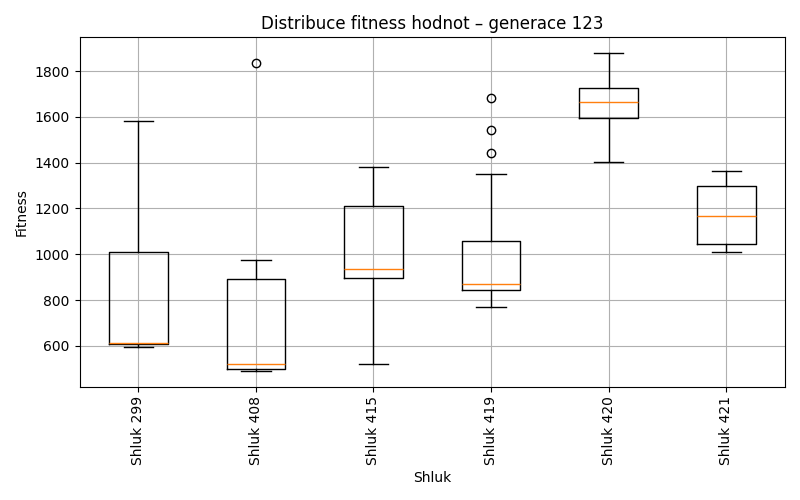 Distribuce fitness hodnot – generace 123
Fitness
1800
1600
1400
1200
1000
800
600
Shluk 299
Shluk 408
Shluk 415
Shluk 419
Shluk 420
Shluk 421
Shluk